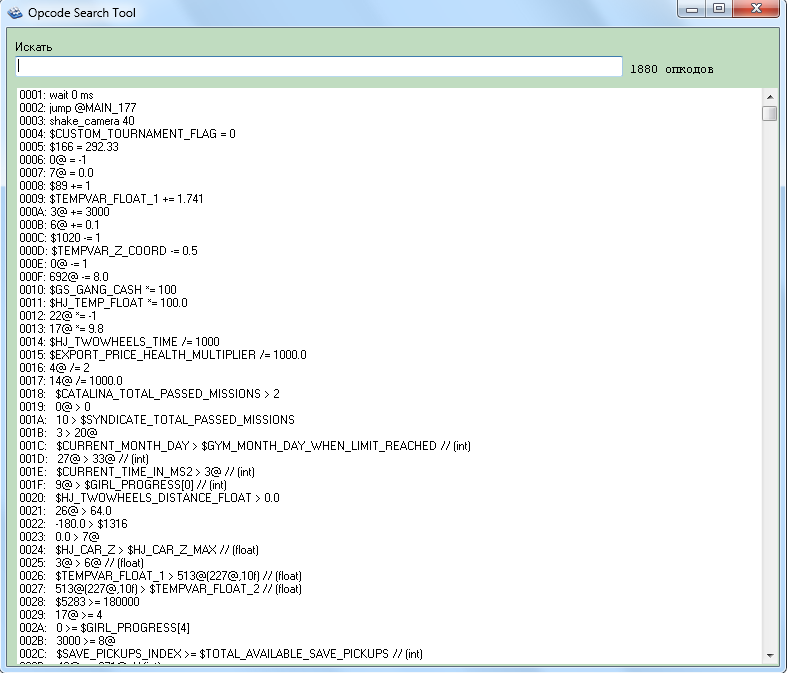 Opcode Search Tool
Искать
1880 опкодов
0001: wait 0 ms
0002: jump @MAIN_177
0003: shake_camera 40
0004: $CUSTOM_TOURNAMENT_FLAG = 0
0005: $166 = 292.33
0006: 0@ = -1
0007: 7@ = 0.0
0008: $89 += 1
0009: $TEMPVAR_FLOAT_1 += 1.741
000A: 3@ += 3000
000B: 6@ += 0.1
000C: $1020 -= 1
000D: $TEMPVAR_Z_COORD -= 0.5
000E: 0@ -= 1
000F: 692@ -= 8.0
0010: $GS_GANG_CASH *= 100
0011: $HJ_TEMP_FLOAT *= 100.0
0012: 22@ *= -1
0013: 17@ *= 9.8
0014: $HJ_TWOWHEELS_TIME /= 1000
0015: $EXPORT_PRICE_HEALTH_MULTIPLIER /= 1000.0
0016: 4@ /= 2
0017: 14@ /= 1000.0
0018: $CATALINA_TOTAL_PASSED_MISSIONS > 2
0019: 0@ > 0
001A: 10 > $SYNDICATE_TOTAL_PASSED_MISSIONS
001B: 3 > 20@
001C: $CURRENT_MONTH_DAY > $GYM_MONTH_DAY_WHEN_LIMIT_REACHED // (int)
001D: 27@ > 33@ // (int)
001E: $CURRENT_TIME_IN_MS2 > 3@ // (int)
001F: 9@ > $GIRL_PROGRESS[0] // (int)
0020: $HJ_TWOWHEELS_DISTANCE_FLOAT > 0.0
0021: 26@ > 64.0
0022: -180.0 > $1316
0023: 0.0 > 7@
0024: $HJ_CAR_Z > $HJ_CAR_Z_MAX // (float)
0025: 3@ > 6@ // (float)
0026: $TEMPVAR_FLOAT_1 > 513@(227@,10f) // (float)
0027: 513@(227@,10f) > $TEMPVAR_FLOAT_2 // (float)
0028: $5283 >= 180000
0029: 17@ >= 4
002A: 0 >= $GIRL_PROGRESS[4]
002B: 3000 >= 8@
002C: $SAVE_PICKUPS_INDEX >= $TOTAL_AVAILABLE_SAVE_PICKUPS // (int)